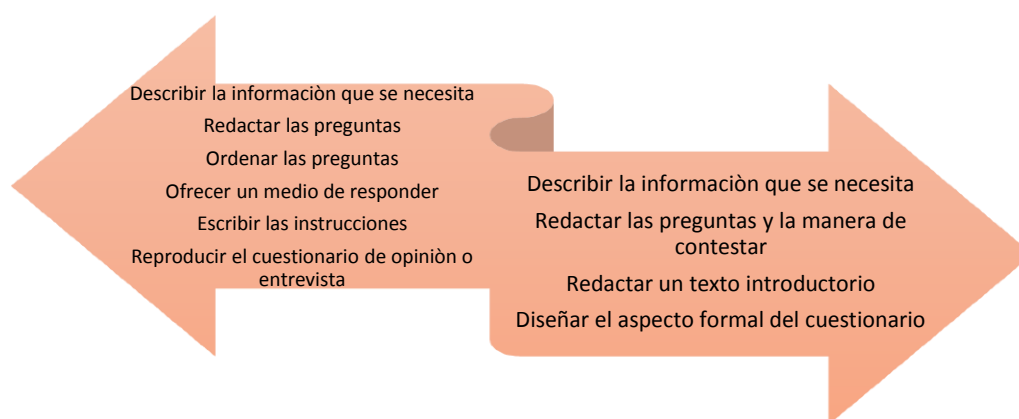 Describir la informaciòn que se necesita
Redactar las preguntas
Ordenar las preguntas
Ofrecer un medio de responder
Escribir las instrucciones
Reproducir el cuestionario de opiniòn o
entrevista
Describir la informaciòn que se necesita
Redactar las preguntas y la manera de
contestar
Redactar un texto introductorio
Diseñar el aspecto formal del cuestionario